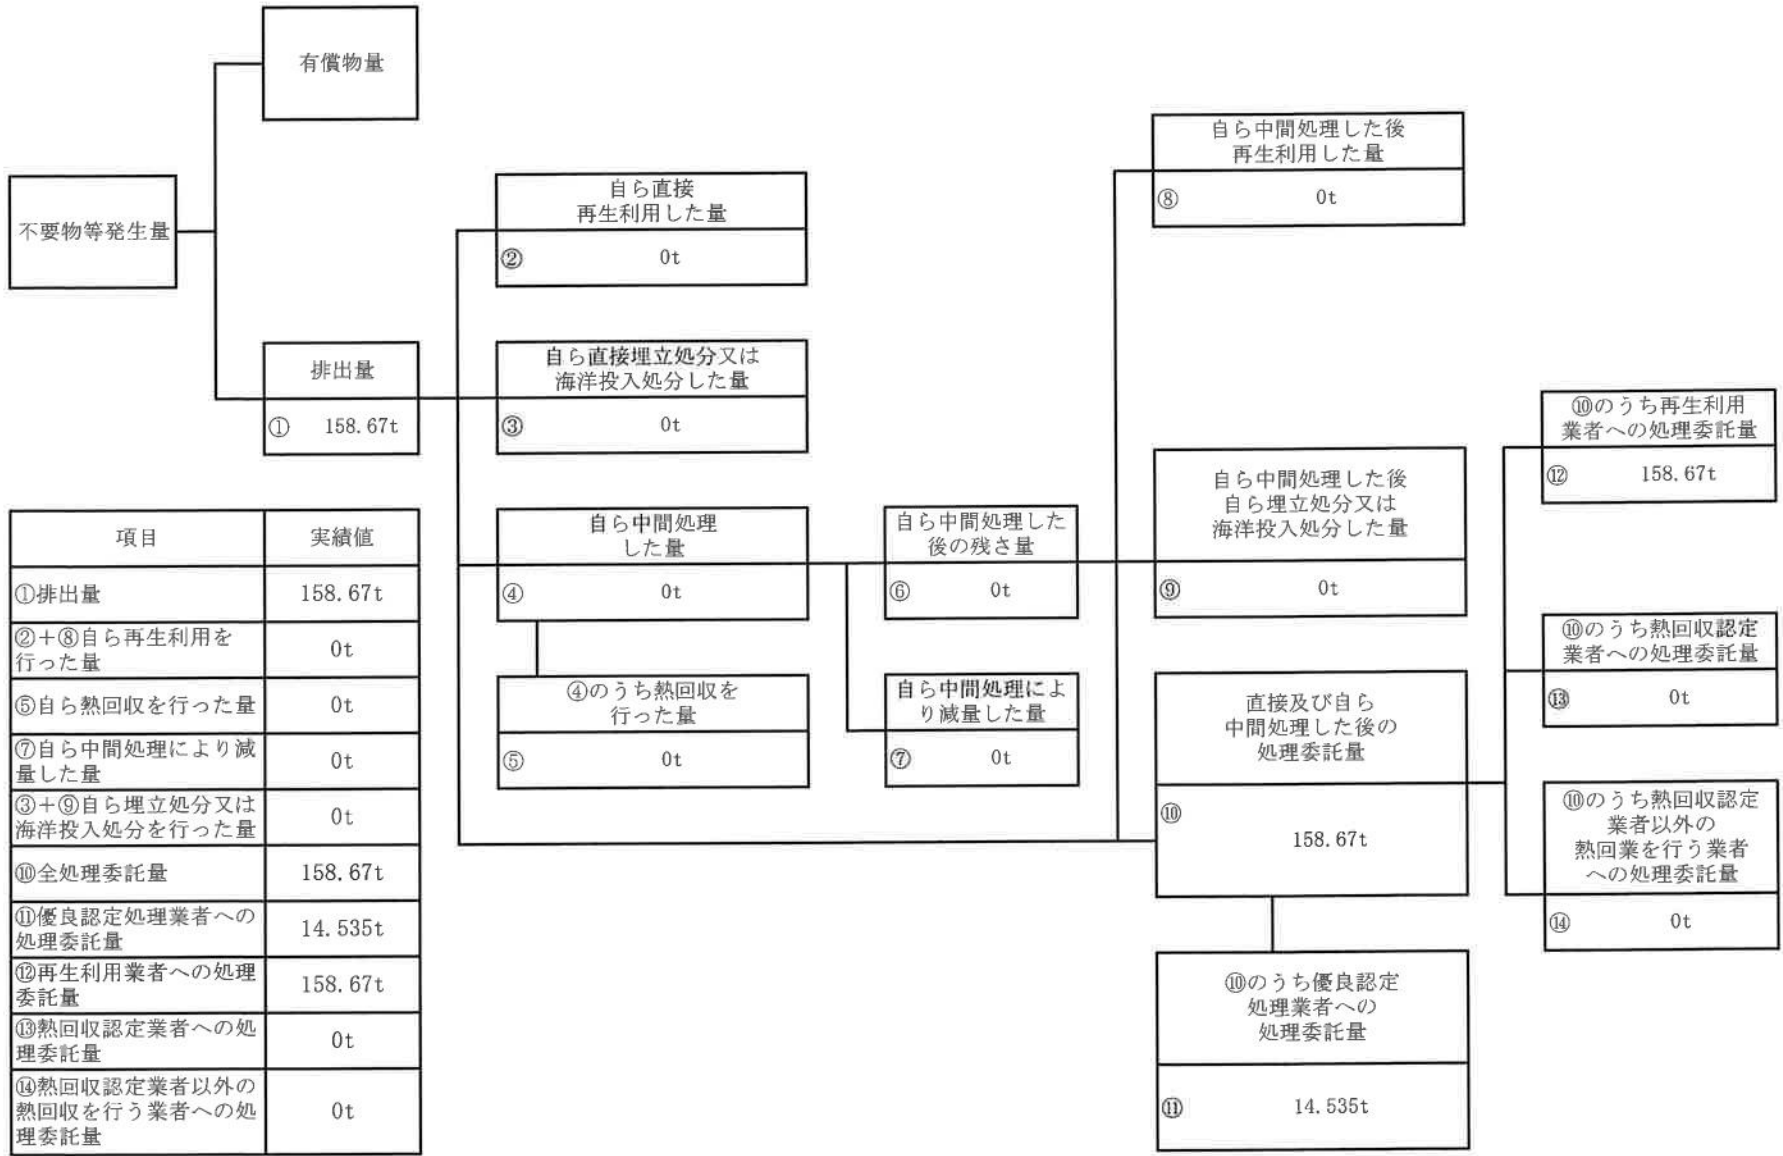 有償物量
不要物等発生量
排出量
① 158.67t
自ら直接
再生利用した量
② 0t
自ら直接埋立処分又は
海洋投入処分した量
③ 0t
自ら中間処理
した量
④ 0t
④のうち熱回収を
行った量
⑤ 0t
自ら中間処理した
後の残さ量
⑥ 0t
自ら中間処理によ
り減量した量
⑦ 0t
自ら中間処理した後
再生利用した量
⑧ 0t
自ら中間処理した後
自ら埋立処分又は
海洋投入処分した量
⑨ 0t
直接及び自ら
中間処理した後の
処理委託量
⑩
158.67t
⑩のうち優良認定
処理業者への
処理委託量
⑪ 14.535t
⑩のうち再生利用
業者への処理委託量
⑫ 158.67t
⑩のうち熱回収認定
業者への処理委託量
⑬ 0t
⑩のうち熱回収認定
業者以外の
熱回業を行う業者
への処理委託量
⑭ 0t
項目 実績値
①排出量 158.67t
②+⑧自ら再生利用を
行った量 0t
⑤自ら熱回収を行った量 0t
⑦自ら中間処理により減
量した量 0t
③+⑨自ら埋立処分又は
海洋投入処分を行った量 0t
⑩全処理委託量 158.67t
⑪優良認定処理業者への
処理委託量 14.535t
⑫再生利用業者への処理
委託量 158.67t
⑬熱回収認定業者への処
理委託量 0t
⑭熱回収認定業者以外の
熱回収を行う業者への処
理委託量 0t